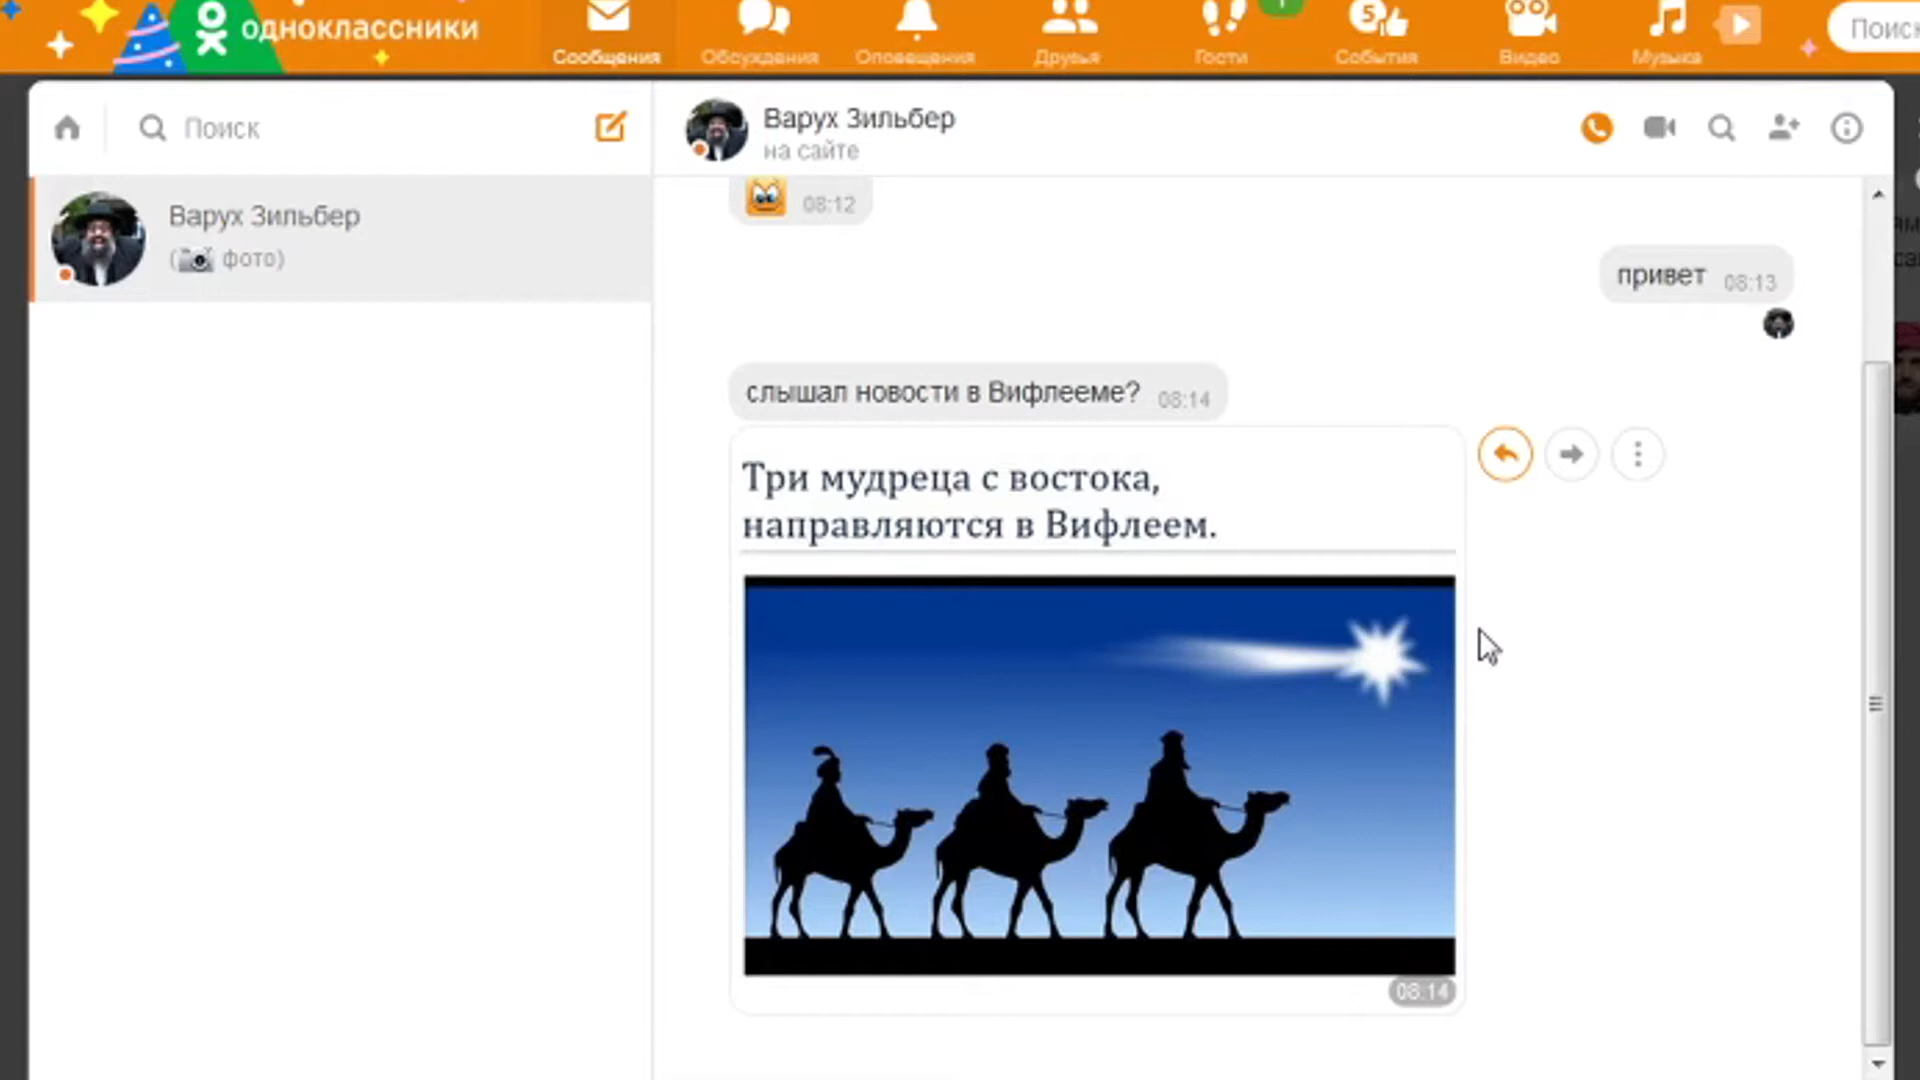 одноклассники
Сообщения
Обсуждения
Оповещения
Друзья
Гости
5
События
Видео
Музыка
Поиск
Поиск
Варух Зильбер
на сайте
Варух Зильбер
(фото)
08:12
привет 08:13
слышал новости в Вифлееме? 08:14
Три мудреца с востока,
направляются в Вифлеем.
08:14